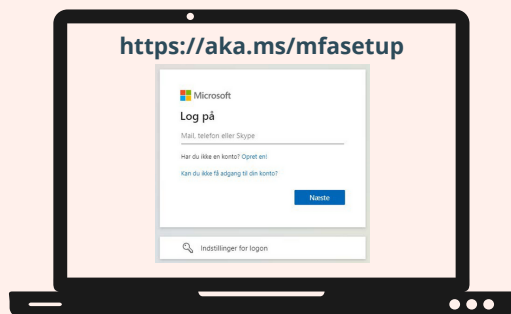 https://aka.ms/mfasetup
Microsoft
Log på
Mail, telefon eller Skype
Har du ikke en konto? Opret en!
Kan du ikke få adgang til din konto?
Næste
Indstillinger for logon